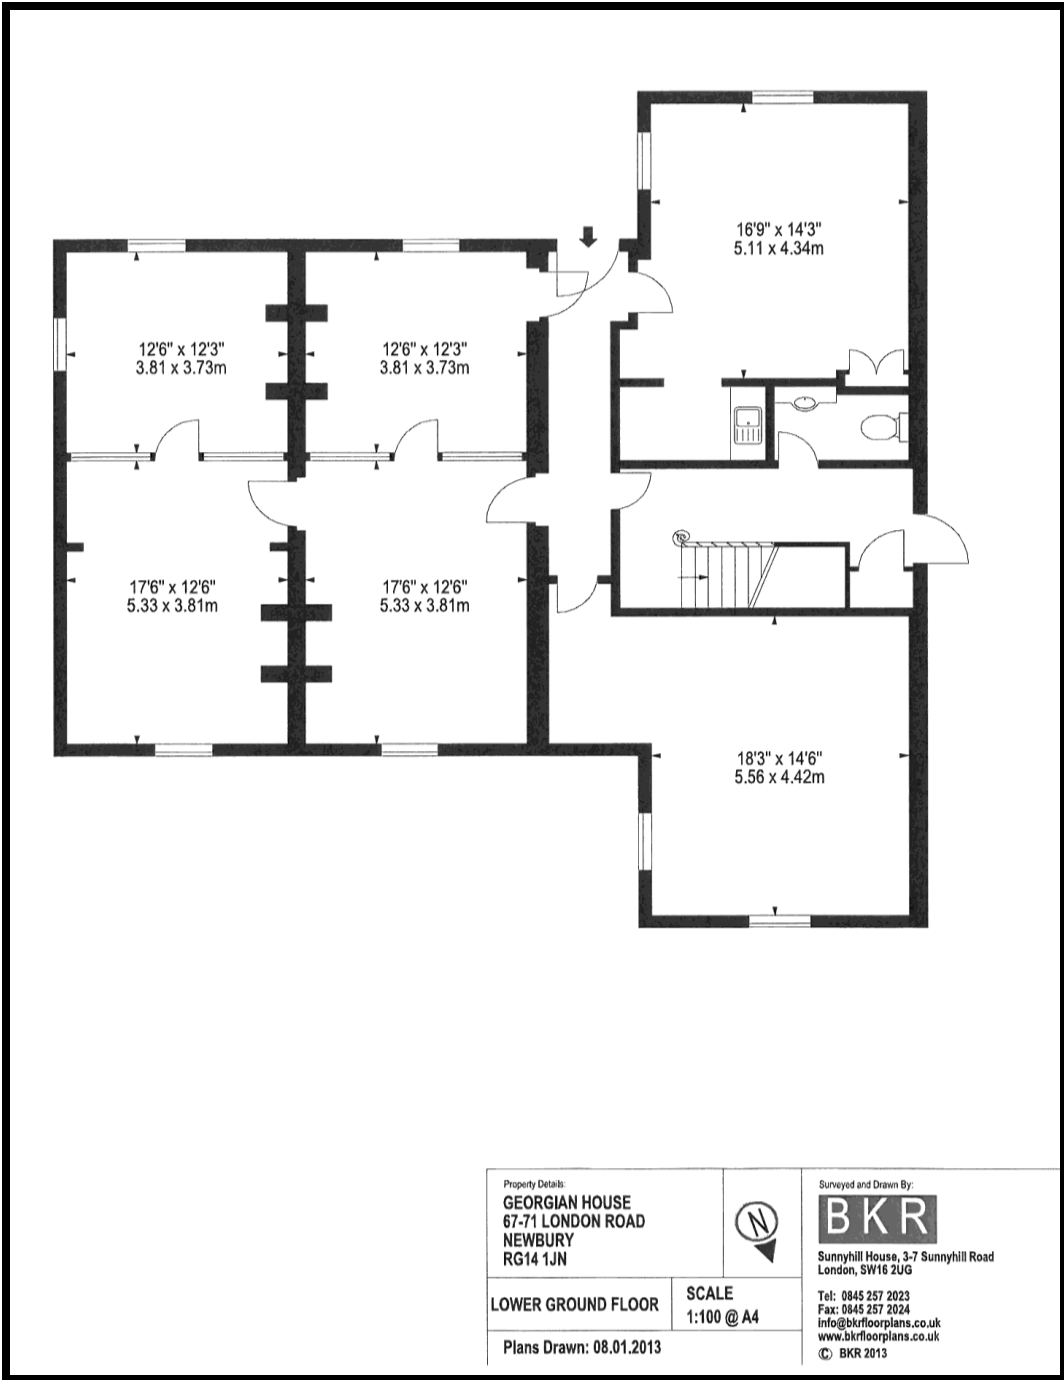 16'9" x 14'3"
5.11 x 4.34m
12'6" x 12'3"
3.81 x 3.73m
12'6" x 12'3"
3.81 x 3.73m
17'6" x 12'6"
5.33 x 3.81m
17'6" x 12'6"
5.33 x 3.81m
18'3" x 14'6"
5.56 x 4.42m
Property Details:
GEORGIAN HOUSE
67-71 LONDON ROAD
NEWBURY
RG14 1JN
N
LOWER GROUND FLOOR
SCALE
1:100 @ A4
Plans Drawn: 08.01.2013
Surveyed and Drawn By:
BKR
Sunnyhill House, 3-7 Sunnyhill Road
London, SW16 2UG
Tel: 0845 257 2023
Fax: 0845 257 2024
info@bkrfloorplans.co.uk
www.bkrfloorplans.co.uk
© BKR 2013